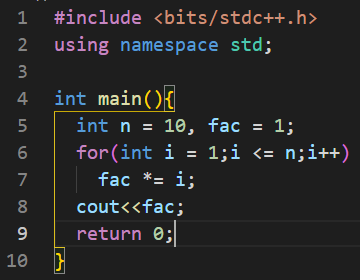 1 #include <bits/stdc++.h>
2 using namespace std;
3
4 int main(){
5   int n = 10, fac = 1;
6   for(int i = 1;i <= n;i++)
7     fac *= i;
8   cout<<fac;
9   return 0;
10 }